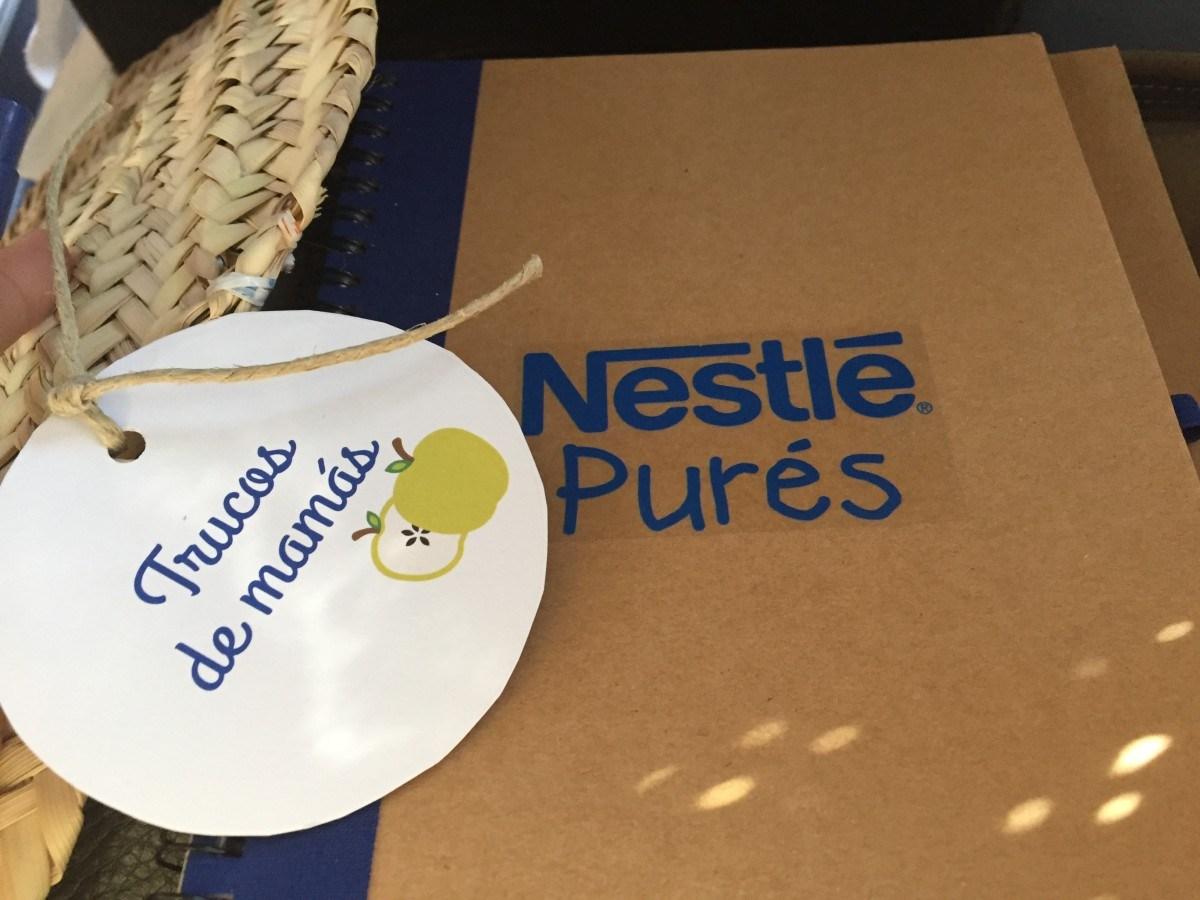 Trucos
de mamás
Nestlé®
Purés